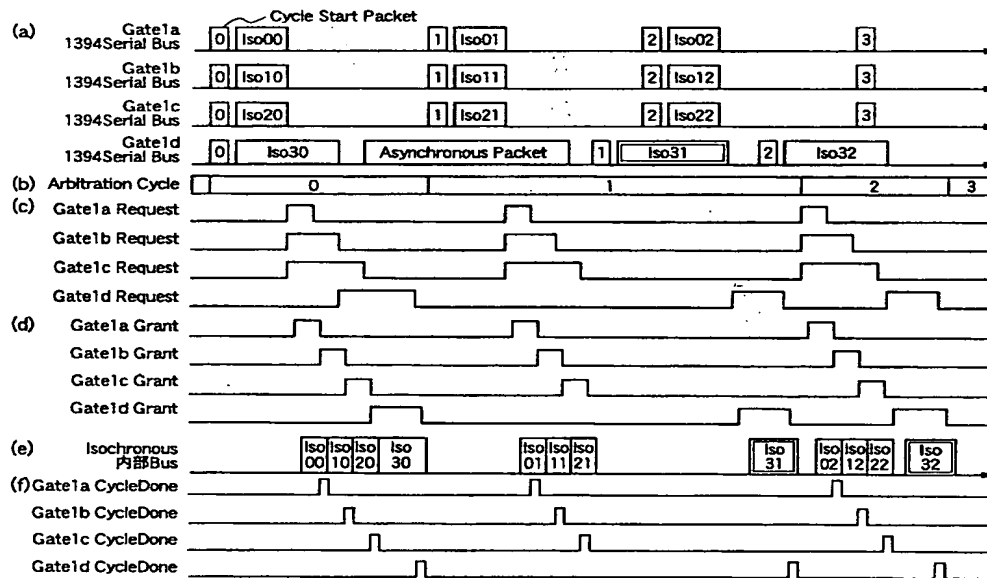 Cycle Start Packet
(a) Gate1a 1394Serial Bus 0 Iso00 1 Iso01 2 Iso02 3
Gate1b 1394Serial Bus 0 Iso10 1 Iso11 2 Iso12 3
Gate1c 1394Serial Bus 0 Iso20 1 Iso21 2 Iso22 3
Gate1d 1394Serial Bus 0 Iso30 Asynchronous Packet 1 Iso31 2 Iso32
(b) Arbitration Cycle 0 1 2 3
(c) Gate1a Request
Gate1b Request
Gate1c Request
Gate1d Request
(d) Gate1a Grant
Gate1b Grant
Gate1c Grant
Gate1d Grant
(e) Isochronous 内部Bus Iso 00 Iso 10 Iso 20 Iso 30 Iso 01 Iso 11 Iso 21 Iso 31 Iso 02 Iso 12 Iso 22 Iso 32
(f) Gate1a CycleDone
Gate1b CycleDone
Gate1c CycleDone
Gate1d CycleDone